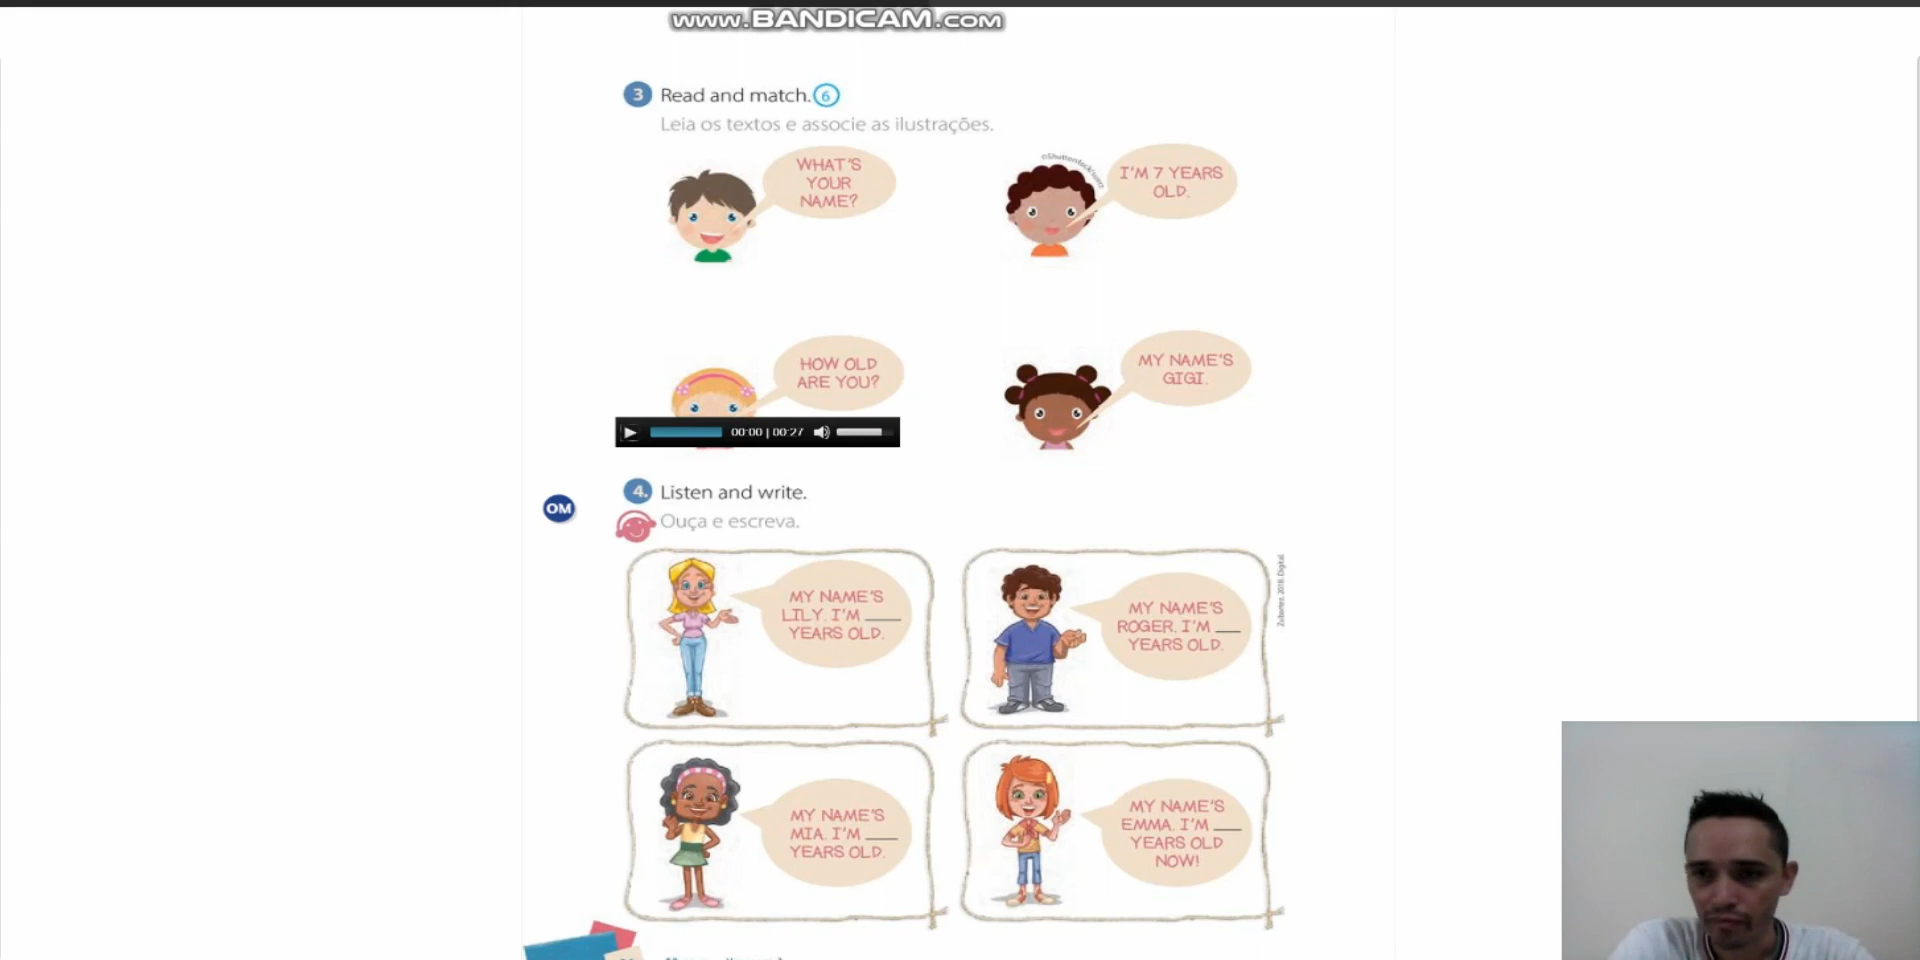 www.BANDICAM.com
3 Read and match. 6
Leia os textos e associe as ilustrações.
WHAT'S
YOUR
NAME?
I'M 7 YEARS
OLD.
HOW OLD
ARE YOU?
MY NAME'S
GIGI.
00:00 | 00:27
OM
4. Listen and write.
Ouça e escreva.
MY NAME'S
LILY. I'M ____
YEARS OLD.
MY NAME'S
ROGER. I'M ___
YEARS OLD.
MY NAME'S
MIA. I'M ____
YEARS OLD.
MY NAME'S
EMMA. I'M ___
YEARS OLD
NOW!